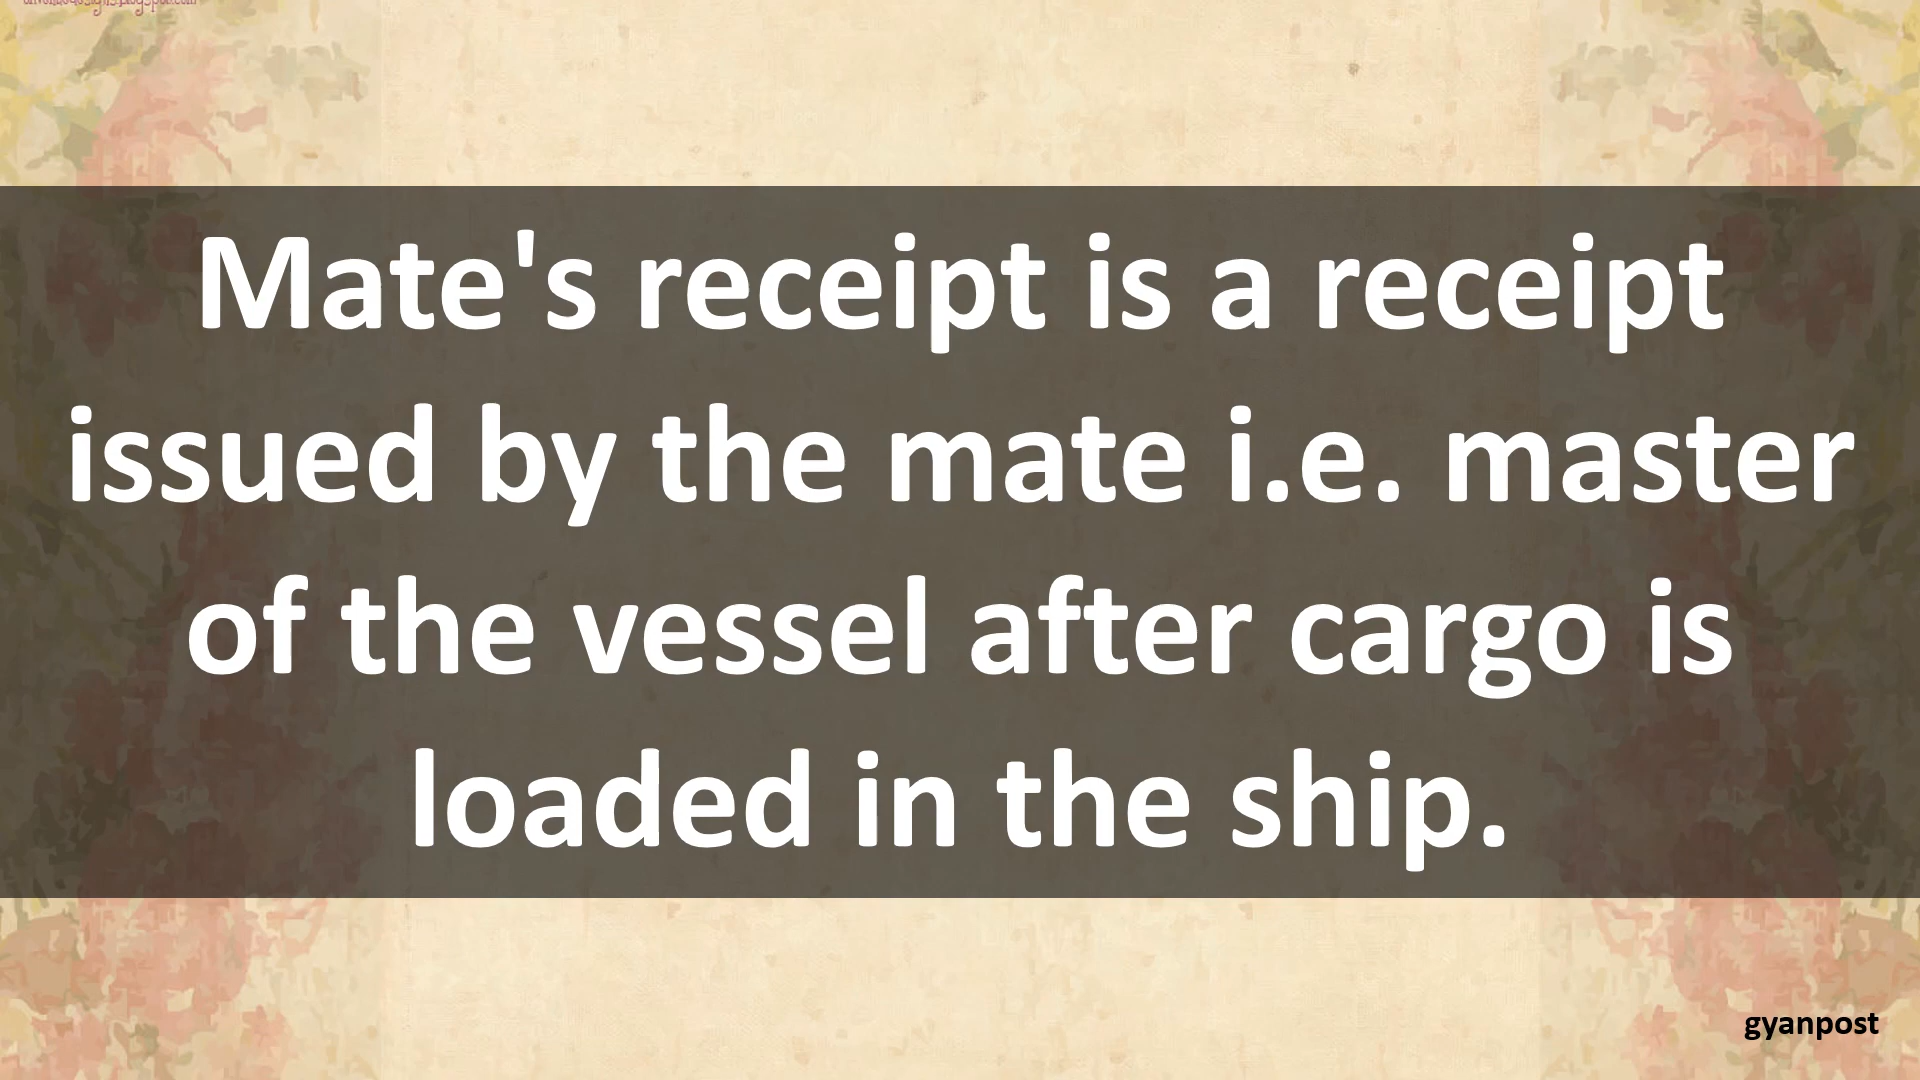 Mate's receipt is a receipt
issued by the mate i.e. master
of the vessel after cargo is
loaded in the ship.
gyanpost